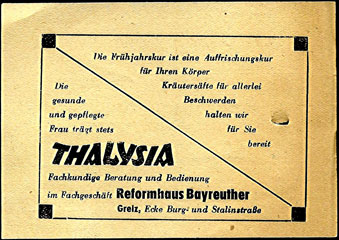 Die Frühjahrskur ist eine Auffrischungskur
für Ihren Körper
Kräutersäfte für allerlei
Beschwerden
halten wir
für Sie
bereit
Die
gesunde
und gepflegte
Frau trägt stets
THALYSIA
Fachkundige Beratung und Bedienung
im Fachgeschäft Reformhaus Bayreuther
Greiz, Ecke Burg- und Stalinstraße